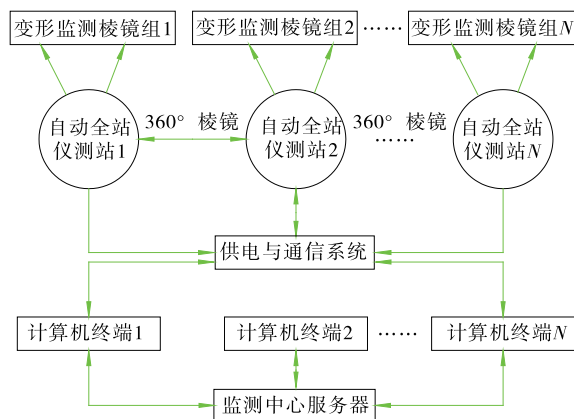 变形监测棱镜组1
变形监测棱镜组2
……
变形监测棱镜组N
自动全站
仪测站1
360° 棱镜
自动全站
仪测站2
360° 棱镜
……
自动全站
仪测站N
供电与通信系统
计算机终端1
计算机终端2
……
计算机终端N
监测中心服务器